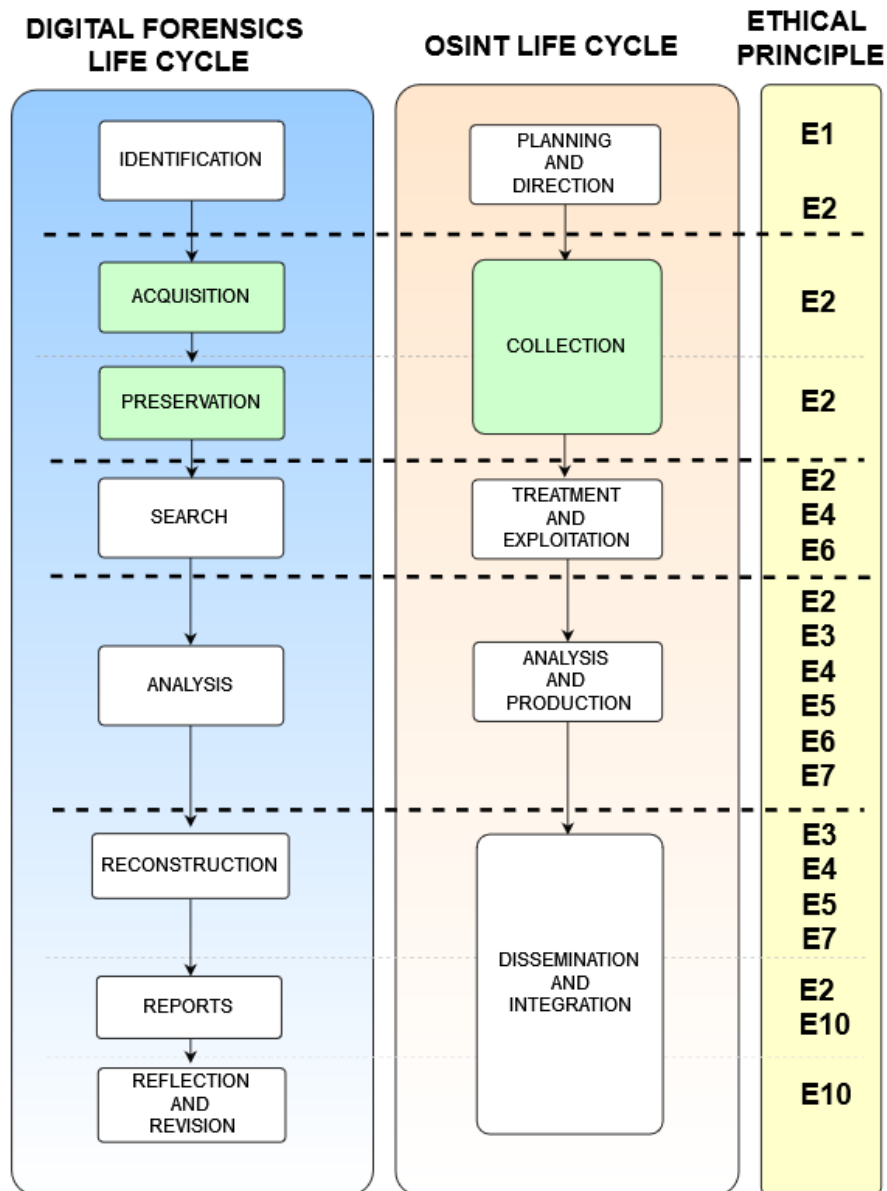 DIGITAL FORENSICS
LIFE CYCLE
IDENTIFICATION
ACQUISITION
PRESERVATION
SEARCH
ANALYSIS
RECONSTRUCTION
REPORTS
REFLECTION
AND
REVISION
OSINT LIFE CYCLE
PLANNING
AND
DIRECTION
COLLECTION
TREATMENT
AND
EXPLOITATION
ANALYSIS
AND
PRODUCTION
DISSEMINATION
AND
INTEGRATION
ETHICAL
PRINCIPLE
E1
E2
E2
E2
E2
E4
E6
E2
E3
E4
E5
E6
E7
E3
E4
E5
E7
E2
E10
E10